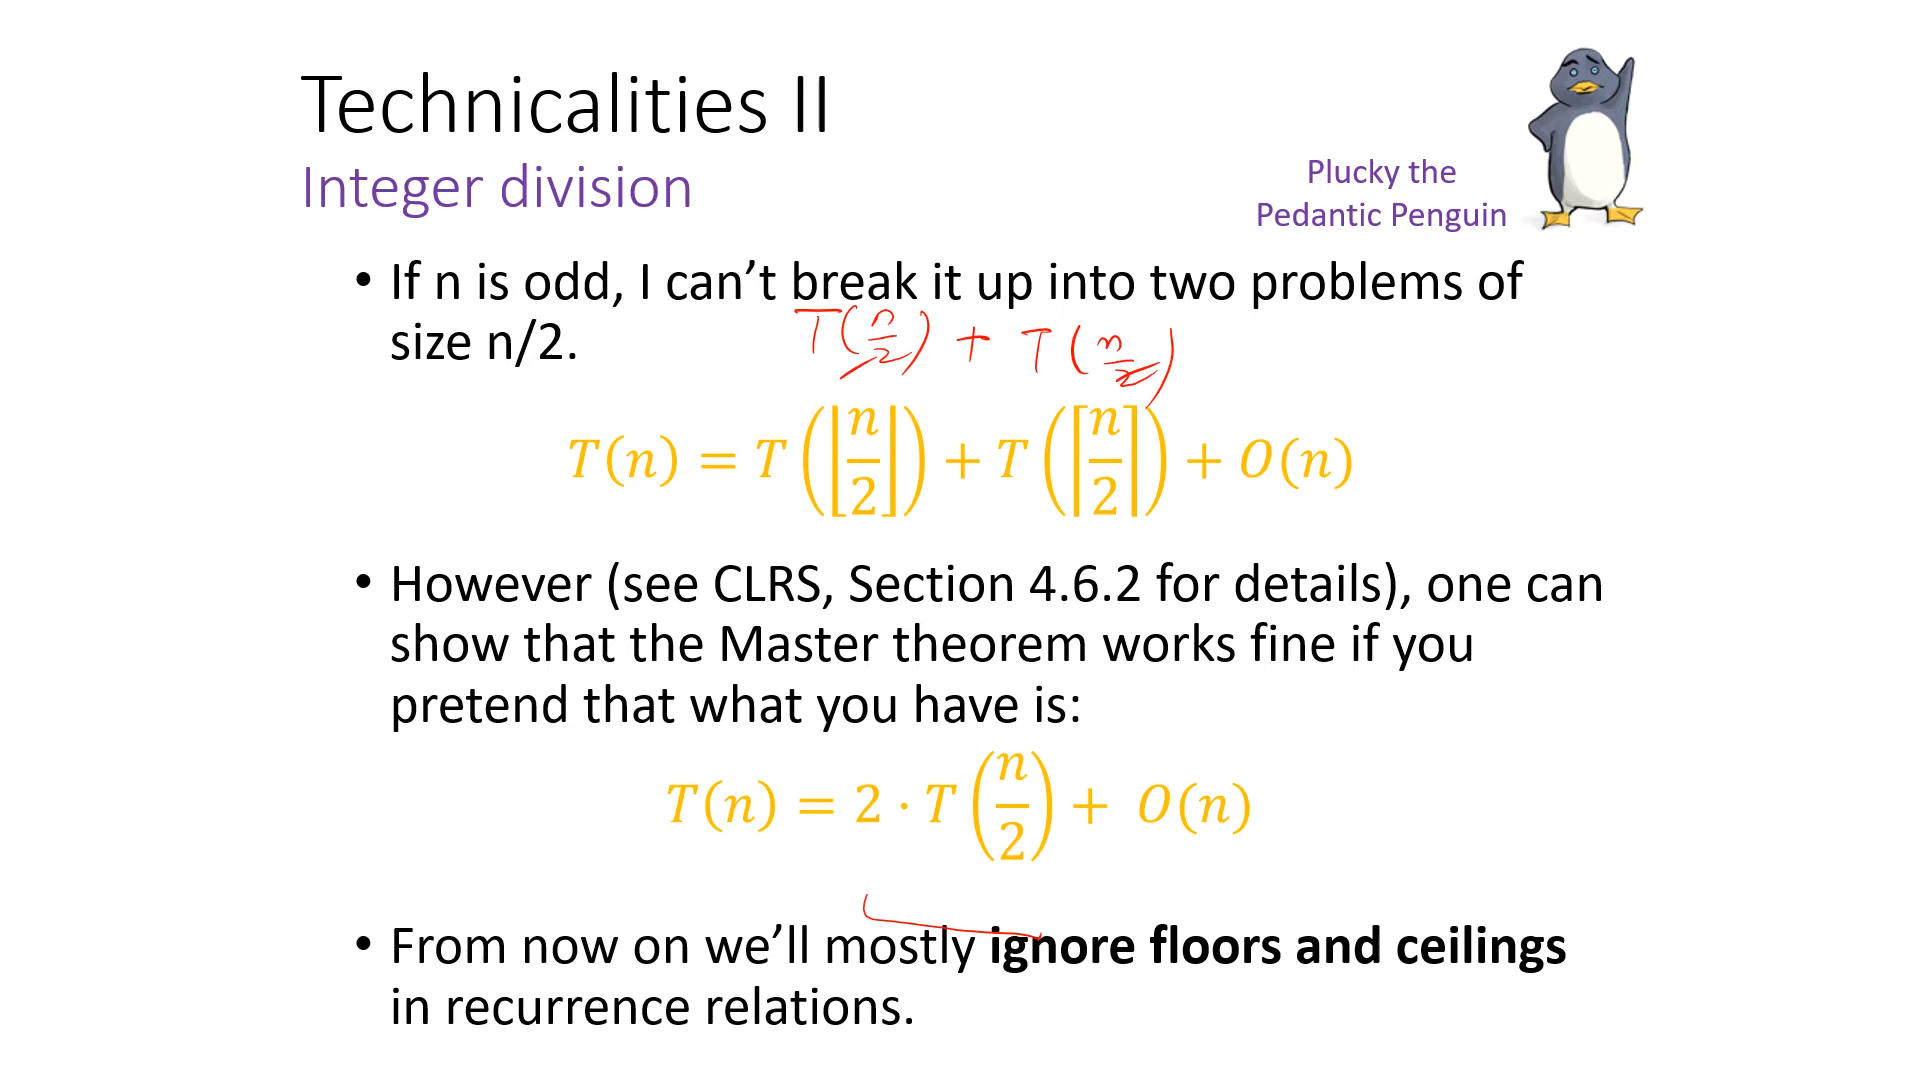 Technicalities II
Integer division
Plucky the
Pedantic Penguin
• If n is odd, I can’t break it up into two problems of
size n/2.
T(n/2) + T(n/2)
T(n) = T(⌊n/2⌋) + T(⌈n/2⌉) + O(n)
• However (see CLRS, Section 4.6.2 for details), one can
show that the Master theorem works fine if you
pretend that what you have is:
T(n) = 2 · T(n/2) + O(n)
• From now on we’ll mostly ignore floors and ceilings
in recurrence relations.